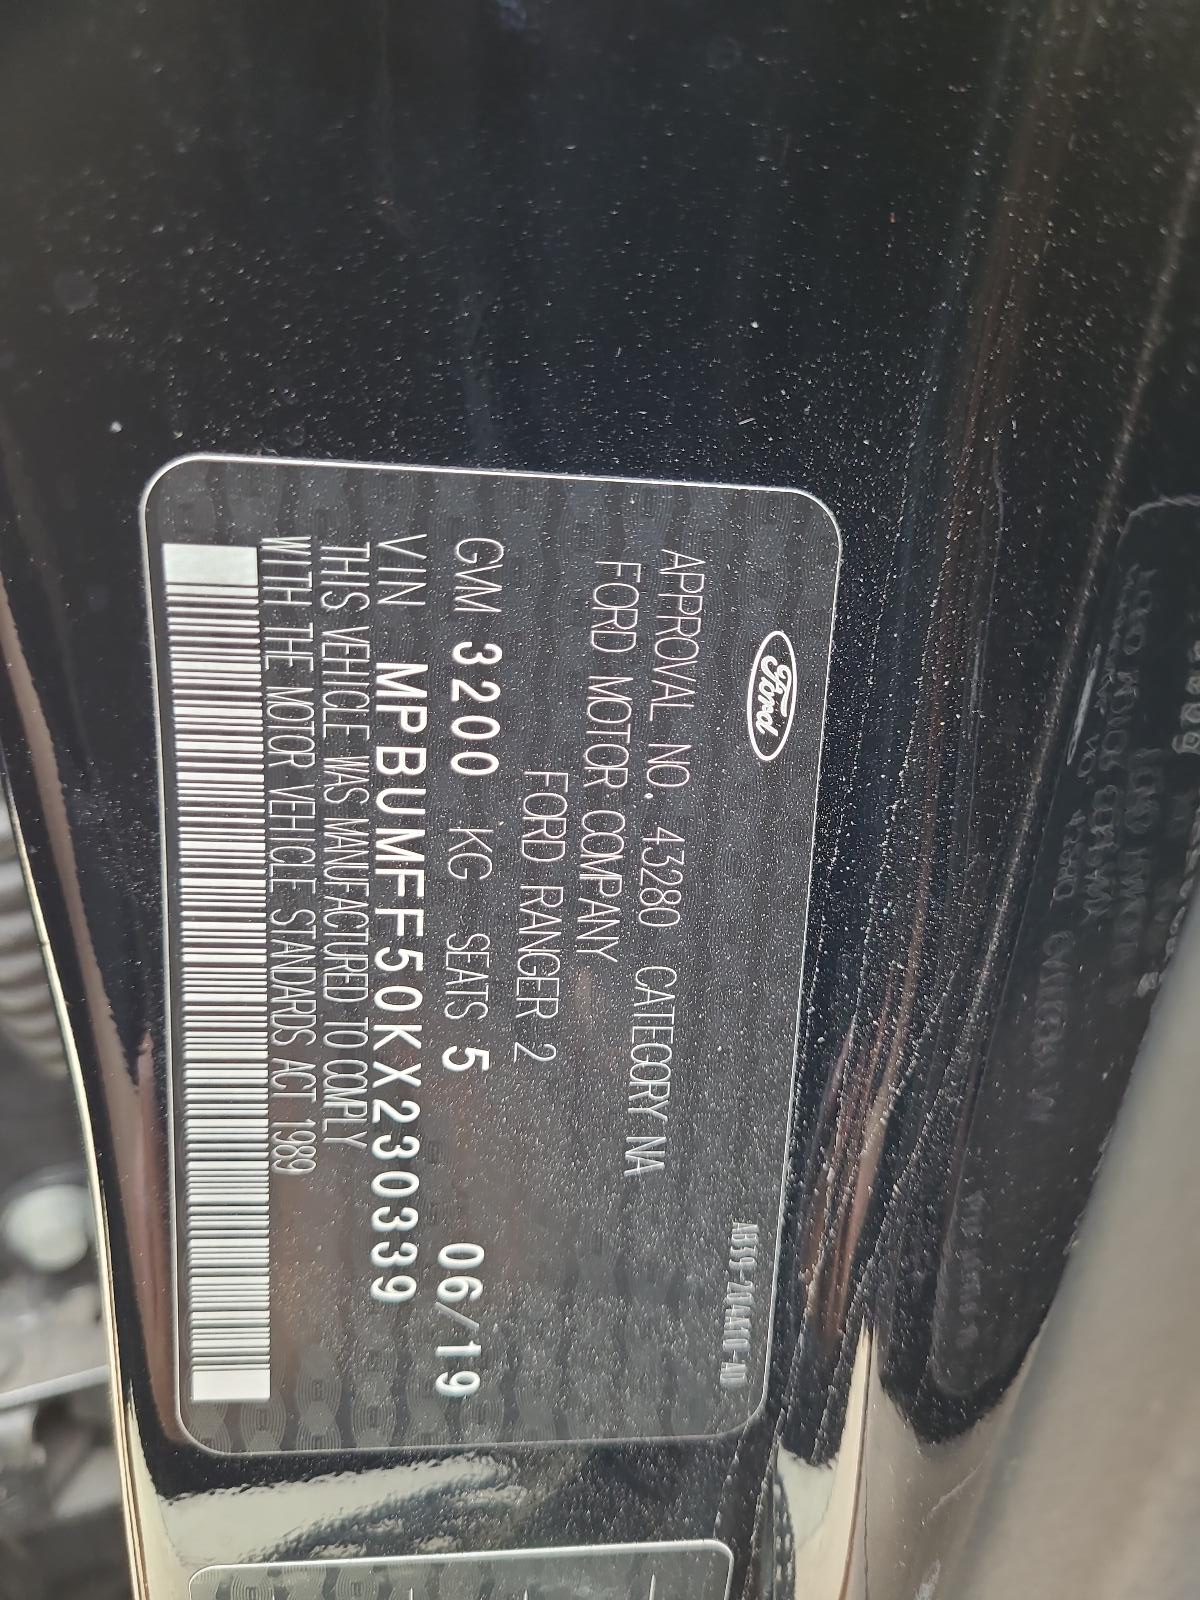 Ford
APPROVAL NO. 43280 CATEGORY NA
FORD MOTOR COMPANY
FORD RANGER 2
GVM 3200 KG SEATS 5 06/19
VIN MPBUMFF50KX230339
THIS VEHICLE WAS MANUFACTURED TO COMPLY
WITH THE MOTOR VEHICLE STANDARDS ACT 1989